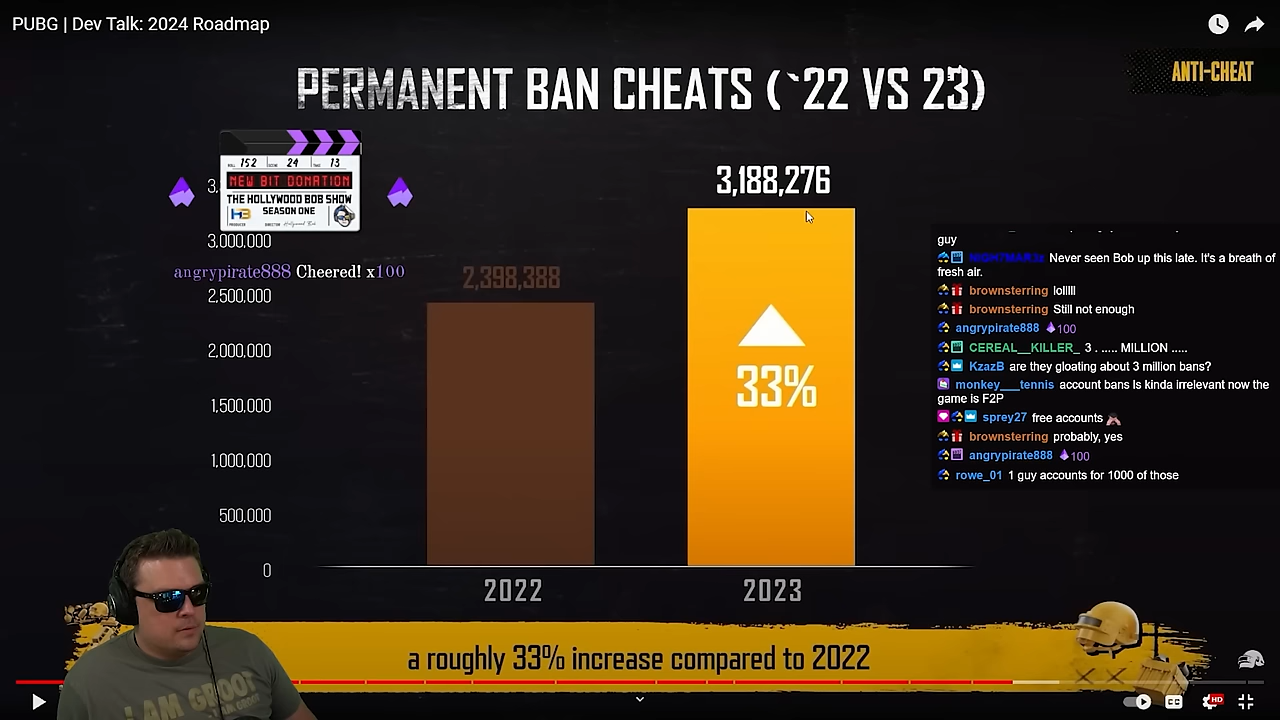 PUBG | Dev Talk: 2024 Roadmap
ANTI-CHEAT
PERMANENT BAN CHEATS (`22 VS 23)
152 24 13
NEW BIT DONATION
THE HOLLYWOOD BOB SHOW
SEASON ONE
PRODUCER
DIRECTOR
angrypirate888 Cheered! x100
3,188,276
2,398,388
3,000,000
2,500,000
2,000,000
1,500,000
1,000,000
500,000
0
33%
2022
2023
guy
Never seen Bob up this late. It's a breath of
fresh air.
brownsterring lolllll
brownsterring Still not enough
angrypirate888 100
CEREAL__KILLER_ 3 . ..... MILLION .....
KzazB are they gloating about 3 million bans?
monkey___tennis account bans is kinda irrelevant now the
game is F2P
sprey27 free accounts
brownsterring probably, yes
angrypirate888 100
rowe_01 1 guy accounts for 1000 of those
I AM GROOT
a roughly 33% increase compared to 2022
CC
HD